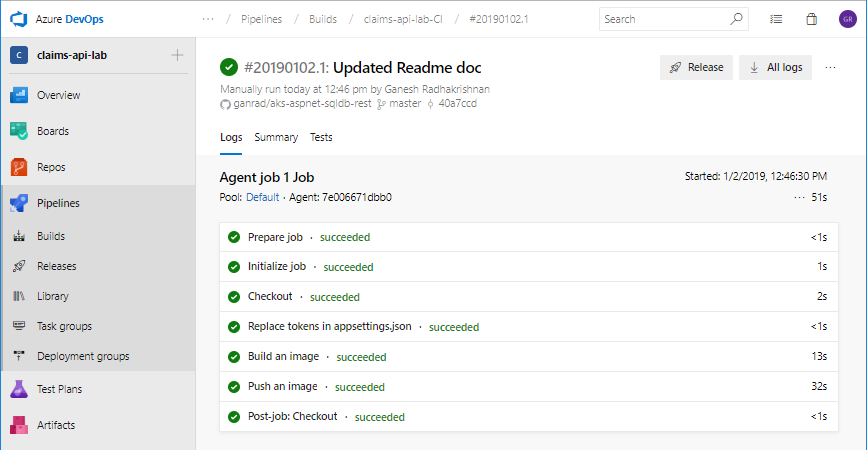 Azure DevOps
··· / Pipelines / Builds / claims-api-lab-CI / #20190102.1
Search
GR
C claims-api-lab +
Overview
Boards
Repos
Pipelines
Builds
Releases
Library
Task groups
Deployment groups
Test Plans
Artifacts
#20190102.1: Updated Readme doc
Manually run today at 12:46 pm by Ganesh Radhakrishnan
ganrad/aks-aspnet-sqldb-rest master 40a7ccd
Release
All logs
···
Logs Summary Tests
Agent job 1 Job
Started: 1/2/2019, 12:46:30 PM
Pool: Default · Agent: 7e006671dbb0
··· 51s
Prepare job · succeeded <1s
Initialize job · succeeded 1s
Checkout · succeeded 2s
Replace tokens in appsettings.json · succeeded <1s
Build an image · succeeded 13s
Push an image · succeeded 32s
Post-job: Checkout · succeeded <1s